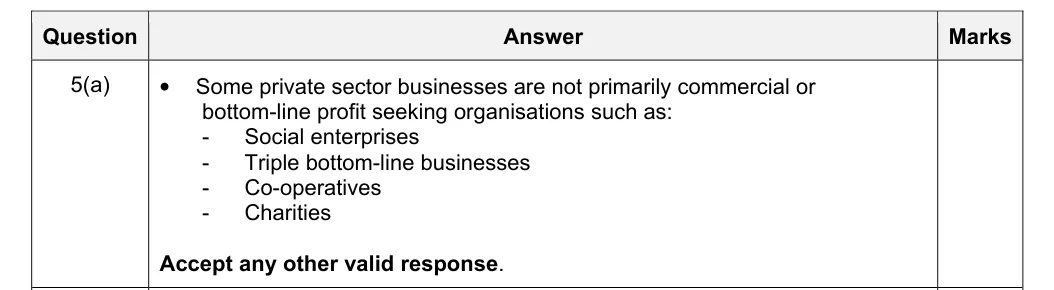 Question Answer Marks
5(a) • Some private sector businesses are not primarily commercial or
bottom-line profit seeking organisations such as:
- Social enterprises
- Triple bottom-line businesses
- Co-operatives
- Charities
Accept any other valid response.